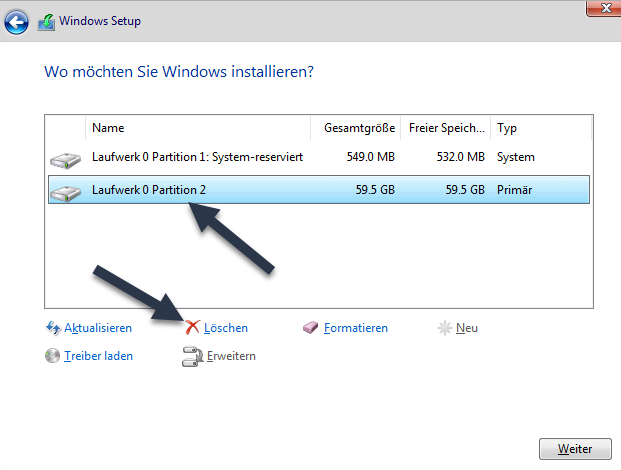 Windows Setup
Wo möchten Sie Windows installieren?
Name Gesamtgröße Freier Speich... Typ
Laufwerk 0 Partition 1: System-reserviert 549.0 MB 532.0 MB System
Laufwerk 0 Partition 2 59.5 GB 59.5 GB Primär
Aktualisieren Löschen Formatieren Neu
Treiber laden Erweitern
Weiter